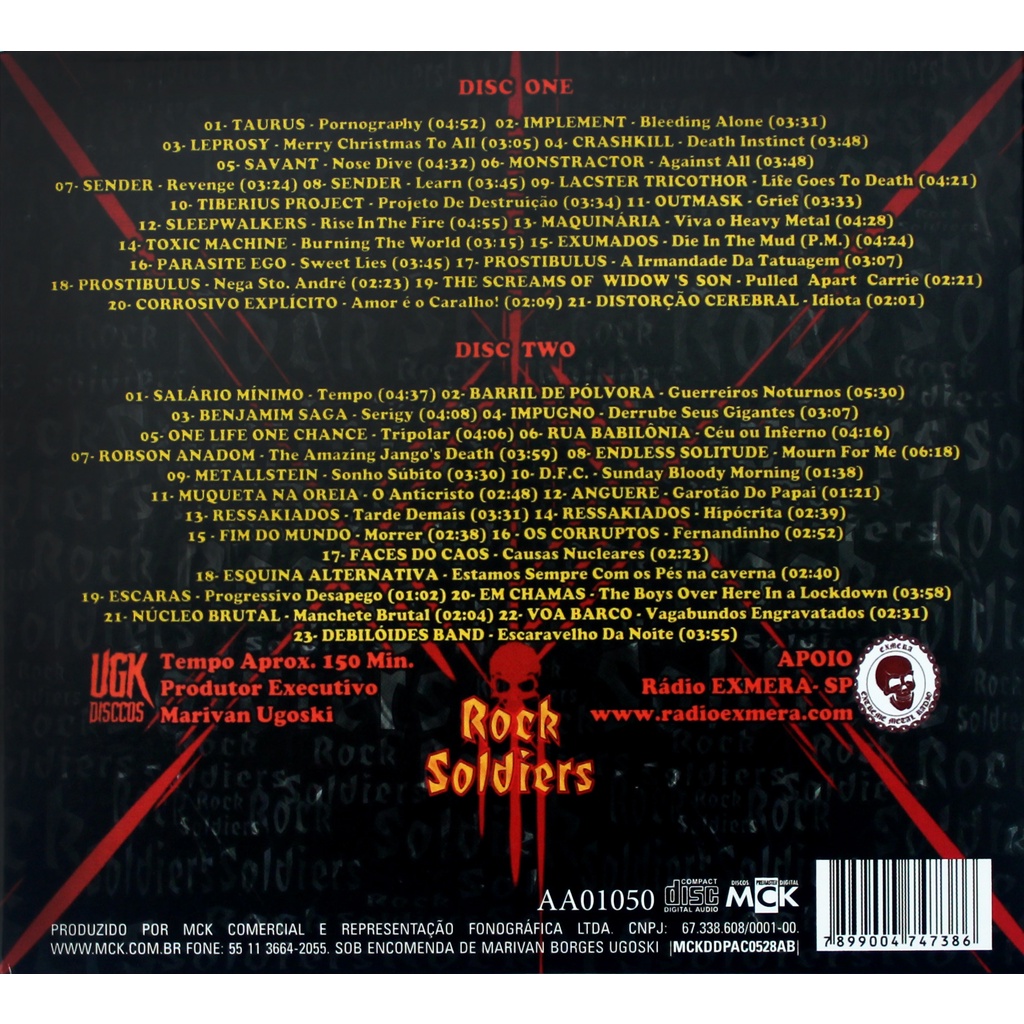 DISC ONE
01- TAURUS - Pornography (04:52) 02- IMPLEMENT - Bleeding Alone (03:31)
03- LEPROSY - Merry Christmas To All (03:05) 04- CRASHKILL - Death Instinct (03:48)
05- SAVANT - Nose Dive (04:32) 06- MONSTRACTOR - Against All (03:48)
07- SENDER - Revenge (03:24) 08- SENDER - Learn (03:45) 09- LACSTER TRICOTHOR - Life Goes To Death (04:21)
10- TIBERIUS PROJECT - Projeto De Destruição (03:34) 11- OUTMASK - Grief (03:33)
12- SLEEPWALKERS - Rise In The Fire (04:55) 13- MAQUINÁRIA - Viva o Heavy Metal (04:28)
14- TOXIC MACHINE - Burning The World (03:15) 15- EXUMADOS - Die In The Mud (P.M.) (04:24)
16- PARASITE EGO - Sweet Lies (03:45) 17- PROSTIBULUS - A Irmandade Da Tatuagem (03:07)
18- PROSTIBULUS - Nega Sto. André (02:23) 19- THE SCREAMS OF WIDOW'S SON - Pulled Apart Carrie (02:21)
20- CORROSIVO EXPLÍCITO - Amor é o Caralho! (02:09) 21- DISTORÇÃO CEREBRAL - Idiota (02:01)
DISC TWO
01- SALÁRIO MÍNIMO - Tempo (04:37) 02- BARRIL DE PÓLVORA - Guerreiros Noturnos (05:30)
03- BENJAMIM SAGA - Serigy (04:08) 04- IMPUGNO - Derrube Seus Gigantes (03:07)
05- ONE LIFE ONE CHANCE - Tripolar (04:06) 06- RUA BABILÔNIA - Céu ou Inferno (04:16)
07- ROBSON ANADOM - The Amazing Jango's Death (03:59) 08- ENDLESS SOLITUDE - Mourn For Me (06:18)
09- METALLSTEIN - Sonho Súbito (03:30) 10- D.F.C. - Sunday Bloody Morning (01:38)
11- MUQUETA NA OREIA - O Anticristo (02:48) 12- ANGUERE - Garotão Do Papai (01:21)
13- RESSAKIADOS - Tarde Demais (03:31) 14- RESSAKIADOS - Hipócrita (02:39)
15 - FIM DO MUNDO - Morrer (02:38) 16 - OS CORRUPTOS - Fernandinho (02:52)
17- FACES DO CAOS - Causas Nucleares (02:23)
18- ESQUINA ALTERNATIVA - Estamos Sempre Com os Pés na caverna (02:40)
19- ESCARAS - Progressivo Desapego (01:02) 20- EM CHAMAS - The Boys Over Here In a Lockdown (03:58)
21- NÚCLEO BRUTAL - Manchete Brutal (02:04) 22- VOA BARCO - Vagabundos Engravatados (02:31)
23- DEBILÓIDES BAND - Escaravelho Da Noite (03:55)
UGK DISCCOS
Tempo Aprox. 150 Min.
Produtor Executivo
Marivan Ugoski
Rock
Soldiers
APOIO
Rádio EXMERA- SP
www.radioexmera.com
EXMERA
EXTREME METAL RADIO
AA01050
COMPACT
disc
DIGITAL AUDIO
DISCOS PREMASTER DIGITAL
MCK
PRODUZIDO POR MCK COMERCIAL E REPRESENTAÇÃO FONOGRÁFICA LTDA. CNPJ: 67.338.608/0001-00.
WWW.MCK.COM.BR FONE: 55 11 3664-2055. SOB ENCOMENDA DE MARIVAN BORGES UGOSKI |MCKDDPAC0528AB|
7 899004 747386